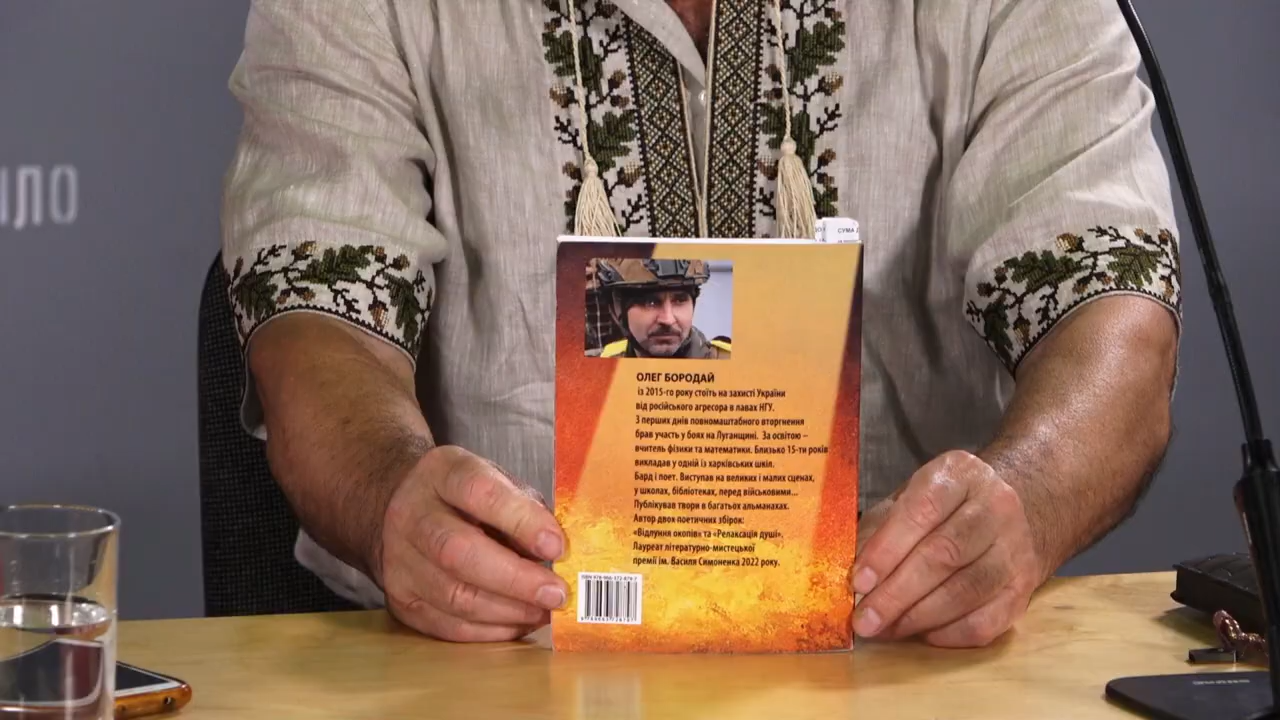 ИЛО
СУМА
ОЛЕГ БОРОДАЙ
із 2015-го року стоїть на захисті України
від російського агресора в лавах НГУ.
З перших днів повномаштабного вторгнення
брав участь у боях на Луганщині. За освітою –
вчитель фізики та математики. Близько 15-ти років
викладав у одній із харківських шкіл.
Бард і поет. Виступав на великих і малих сценах,
у школах, бібліотеках, перед військовими...
Публікував твори в багатьох альманахах.
Автор двох поетичних збірок:
«Відлуння окопів» та «Релаксація душі».
Лауреат літературно-мистецької
премії ім. Василя Симоненка 2022 року.